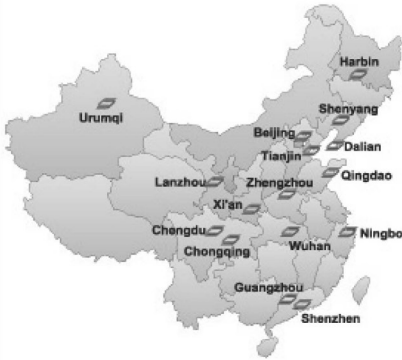 Harbin
Urumqi
Shenyang
Beijing
Dalian
Tianjin
Qingdao
Lanzhou
Zhengzhou
Xi'an
Chengdu
Ningbo
Chongqing
Wuhan
Guangzhou
Shenzhen